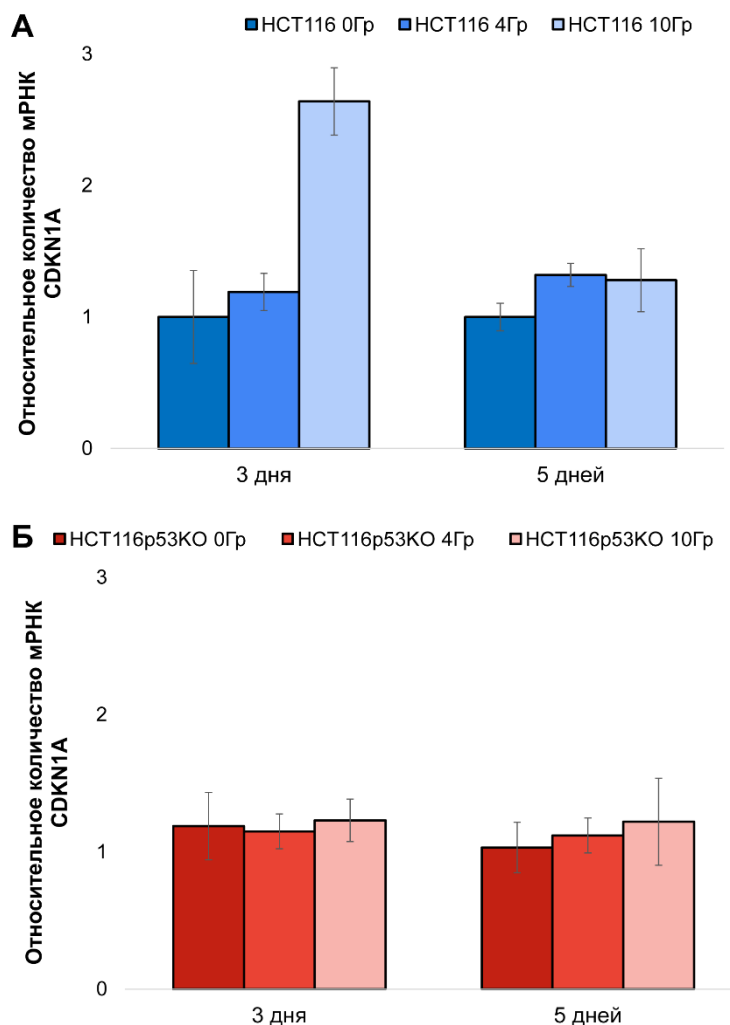 А
HCT116 0Гр HCT116 4Гр HCT116 10Гр
Относительное количество мРНК
CDKN1A
3
2
1
0
3 дня 5 дней
Б
HCT116p53KO 0Гр HCT116p53KO 4Гр HCT116p53KO 10Гр
Относительное количество мРНК
CDKN1A
3
2
1
0
3 дня 5 дней